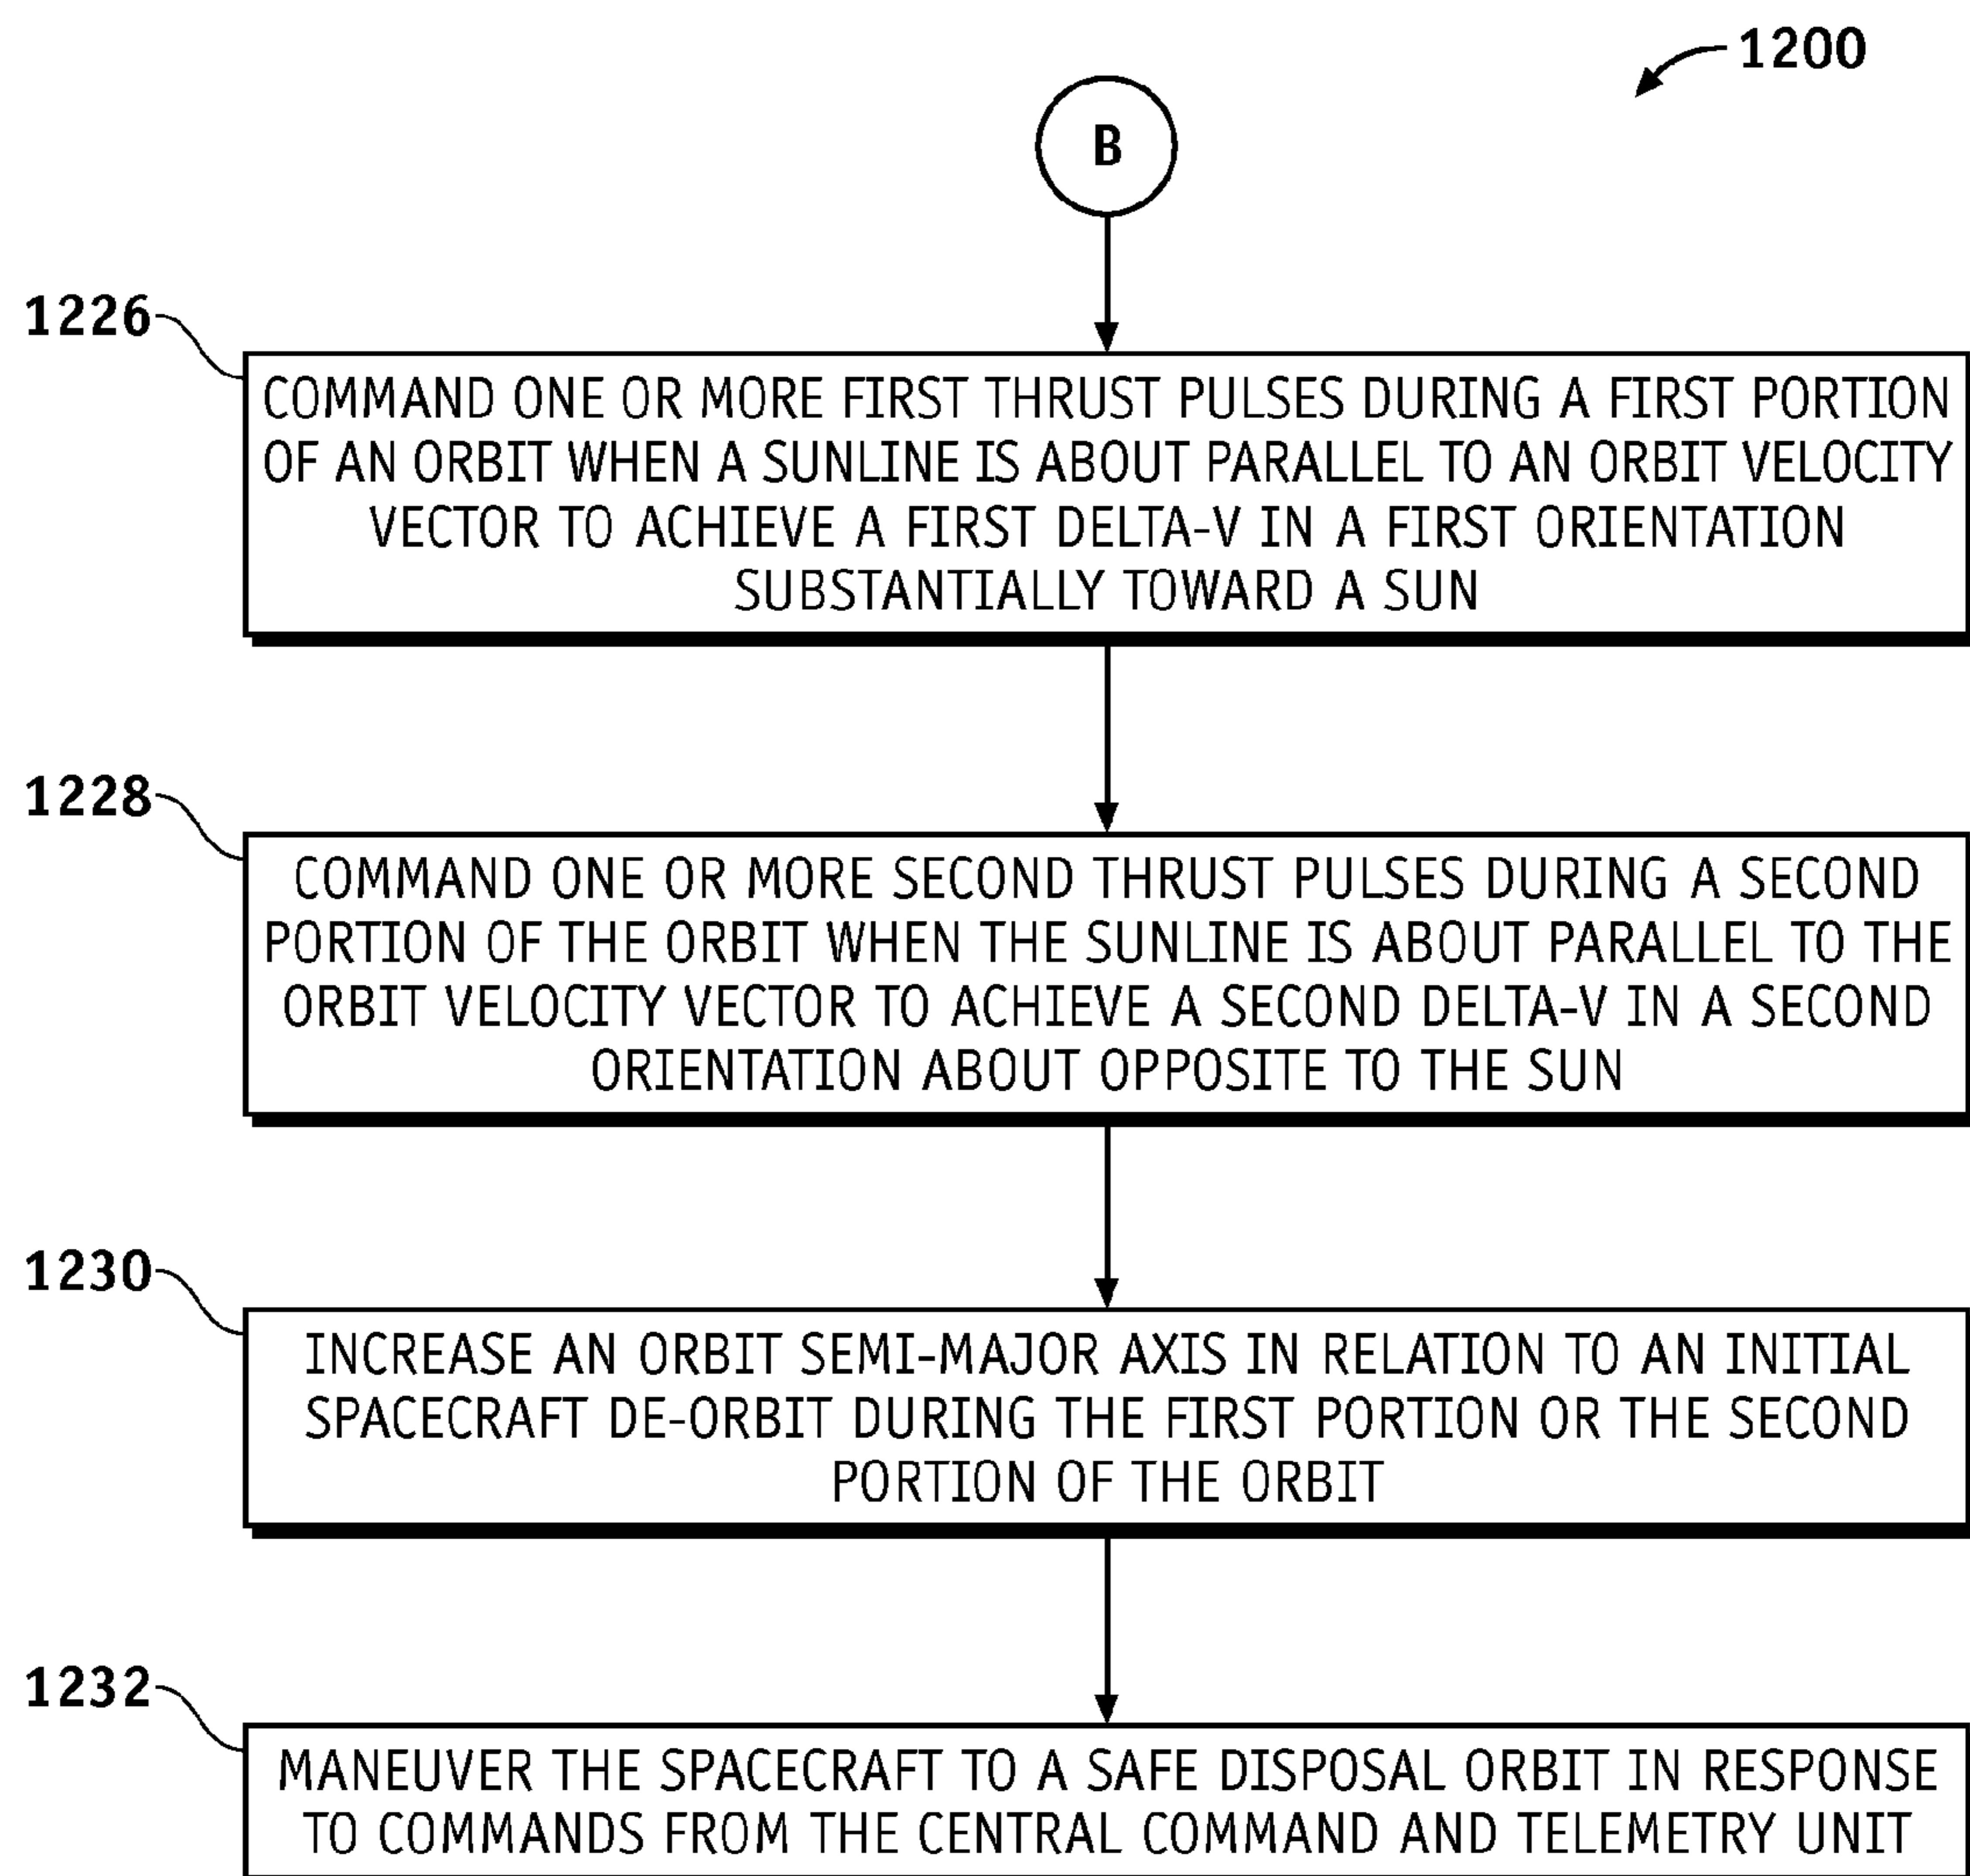 1200
B
1226
COMMAND ONE OR MORE FIRST THRUST PULSES DURING A FIRST PORTION
OF AN ORBIT WHEN A SUNLINE IS ABOUT PARALLEL TO AN ORBIT VELOCITY
VECTOR TO ACHIEVE A FIRST DELTA-V IN A FIRST ORIENTATION
SUBSTANTIALLY TOWARD A SUN
1228
COMMAND ONE OR MORE SECOND THRUST PULSES DURING A SECOND
PORTION OF THE ORBIT WHEN THE SUNLINE IS ABOUT PARALLEL TO THE
ORBIT VELOCITY VECTOR TO ACHIEVE A SECOND DELTA-V IN A SECOND
ORIENTATION ABOUT OPPOSITE TO THE SUN
1230
INCREASE AN ORBIT SEMI-MAJOR AXIS IN RELATION TO AN INITIAL
SPACECRAFT DE-ORBIT DURING THE FIRST PORTION OR THE SECOND
PORTION OF THE ORBIT
1232
MANEUVER THE SPACECRAFT TO A SAFE DISPOSAL ORBIT IN RESPONSE
TO COMMANDS FROM THE CENTRAL COMMAND AND TELEMETRY UNIT